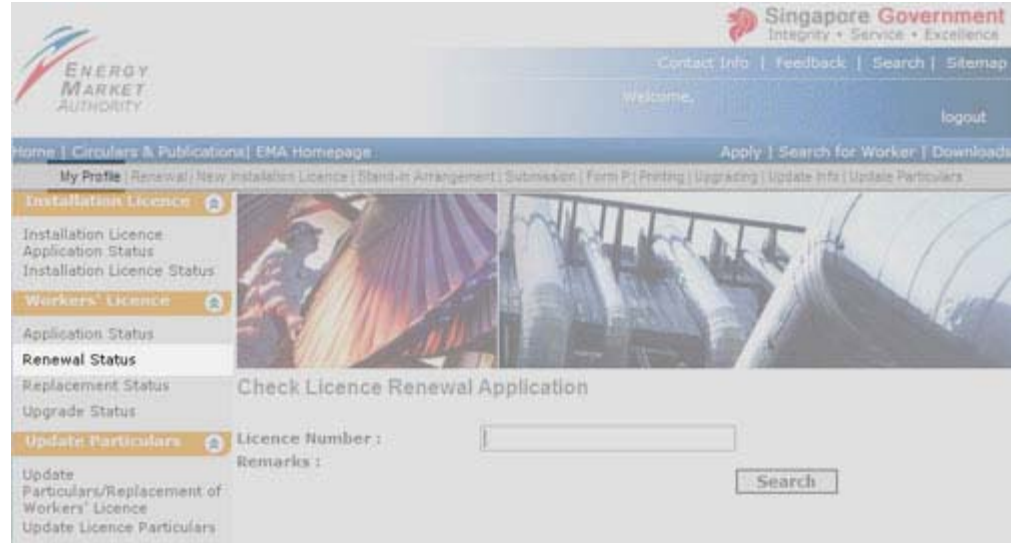 Singapore Government
Integrity • Service • Excellence
ENERGY
MARKET
AUTHORITY
Contact Info | Feedback | Search | Sitemap
Welcome,
logout
Home | Circulars & Publications| EMA Homepage
Apply | Search for Worker | Downloads
My Profile | Renewal | New Installation Licence | Stand-in Arrangement | Submission | Form P | Printing | Upgrading | Update Info | Update Particulars
Installation Licence
Installation Licence
Application Status
Installation Licence Status
Workers' Licence
Application Status
Renewal Status
Replacement Status
Upgrade Status
Update Particulars
Update
Particulars/Replacement of
Workers' Licence
Update Licence Particulars
Check Licence Renewal Application
Licence Number :
Remarks :
Search